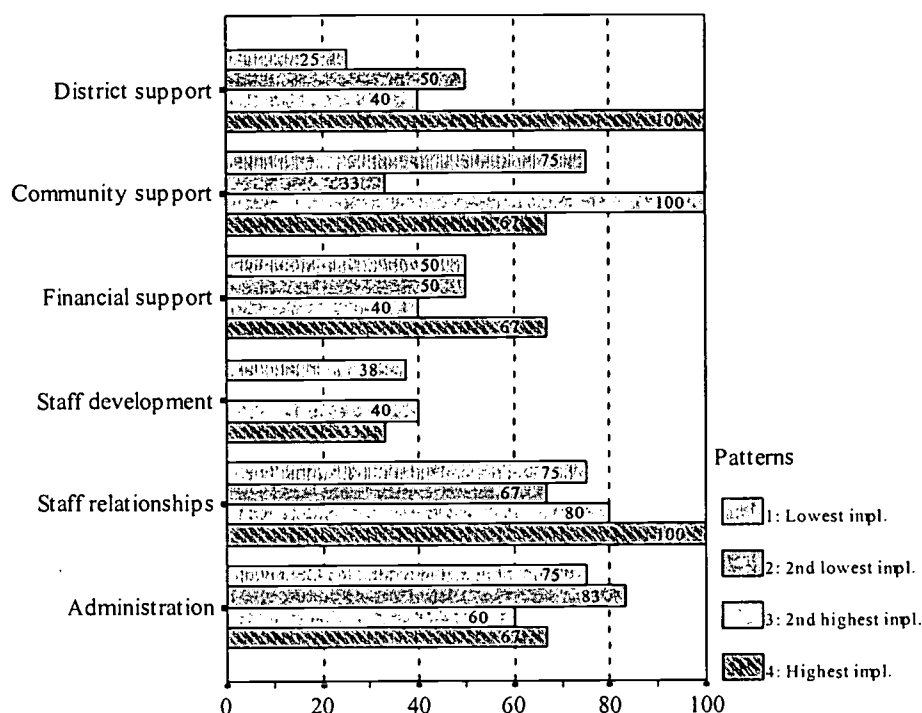 District support
25
50
40
100
Community support
75
33
100
67
Financial support
50
50
40
67
Staff development
38
40
33
Staff relationships
75
67
80
100
Administration
75
83
60
67
0 20 40 60 80 100
Patterns
1: Lowest impl.
2: 2nd lowest impl.
3: 2nd highest impl.
4: Highest impl.